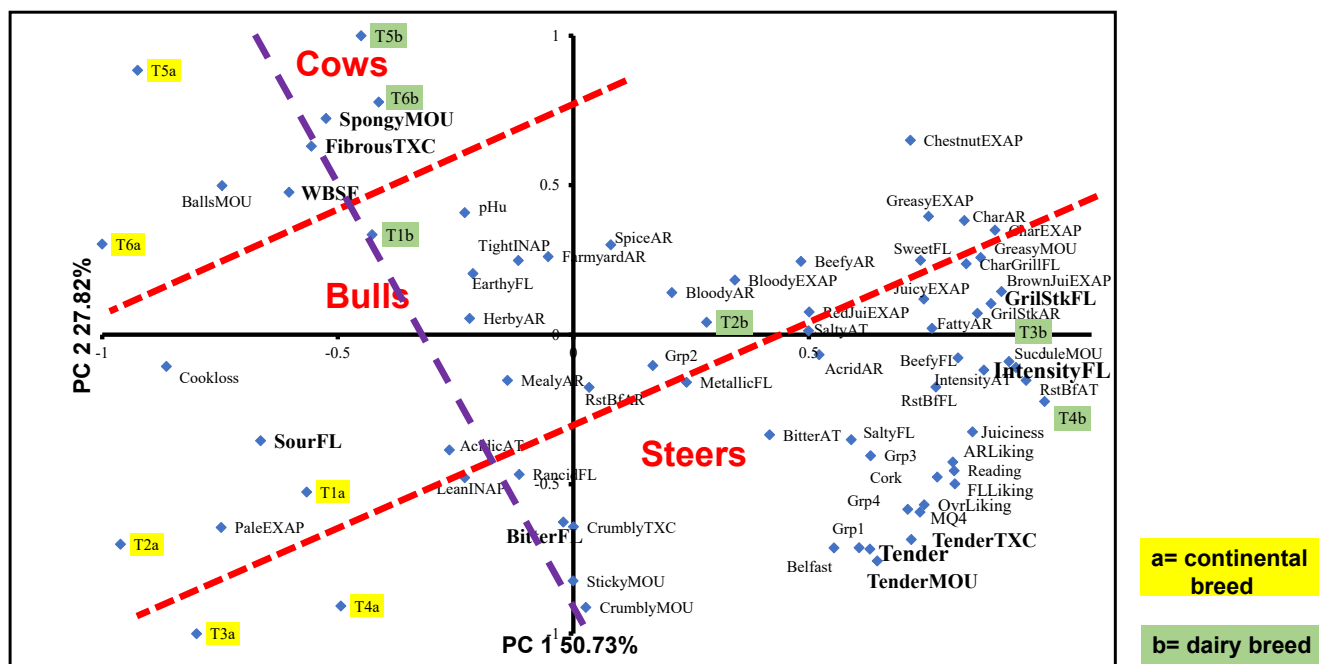 1
T5b
Cows
T5a
T6b
SpongyMOU
FibrousTXC
ChestnutEXAP
0.5
BallsMOU
WBSF
pHu
GreasyEXAP
CharAR
CharEXAP
T1b
TightINAP
FarmyardAR
SpiceAR
T6a
SweetFL
GreasyMOU
CharGrillFL
BeefyAR
EarthyFL
BloodyEXAP
BrownJuiEXAP
Bulls
BloodyAR
JuicyEXAP
GrilStkFL
HerbyAR
T2b
RedJuiEXAP
GrilStkAR
SaltyAT
FattyAR
T3b
-1
-0.5
0
0.5
PC 2 27.82%
Cookloss
Grp2
AcridAR
BeefyFL
SuculeMOU
IntensityFL
MealyAR
MetallicFL
IntensityAT
RstBfAR
RstBfFL
RstBfAT
T4b
SourFL
AcidicAT
Steers
BitterAT
SaltyFL
Juiciness
Grp3
ARLiking
LeanINAP
RancidFL
-0.5
Cork
Reading
T1a
FLLiking
Grp4
OvrLiking
PaleEXAP
BitterFL
CrumblyTXC
MQ4
T2a
Grp1
TenderTXC
Belfast
Tender
a= continental
breed
StickyMOU
TenderMOU
T4a
CrumblyMOU
T3a
-1
PC 1 50.73%
b= dairy breed